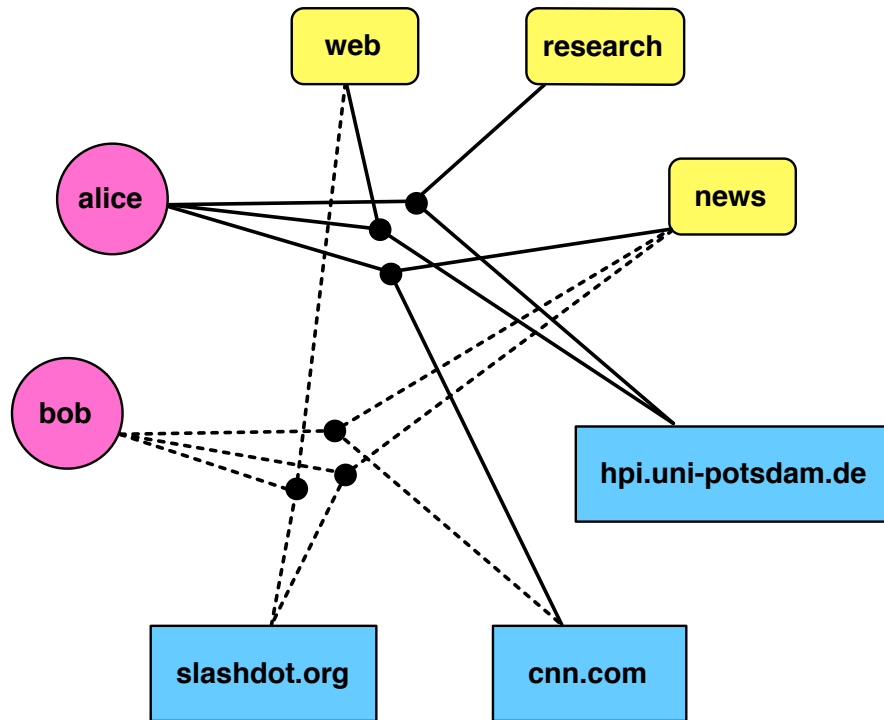 web
research
alice
news
bob
hpi.uni-potsdam.de
slashdot.org
cnn.com